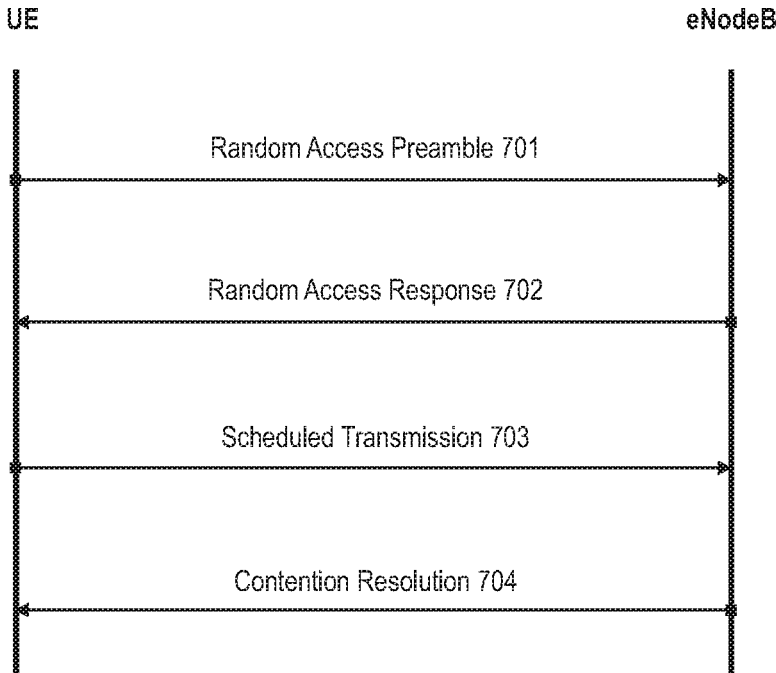 UE
eNodeB
Random Access Preamble 701
Random Access Response 702
Scheduled Transmission 703
Contention Resolution 704